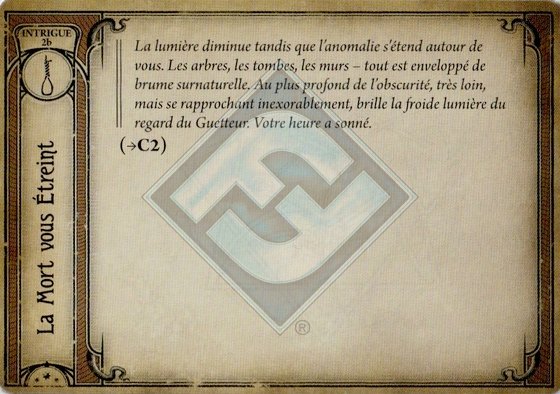 INTRIGUE
2b
La Mort vous Étreint
La lumière diminue tandis que l'anomalie s'étend autour de
vous. Les arbres, les tombes, les murs – tout est enveloppé de
brume surnaturelle. Au plus profond de l'obscurité, très loin,
mais se rapprochant inexorablement, brille la froide lumière du
regard du Guetteur. Votre heure a sonné.
(→C2)
®